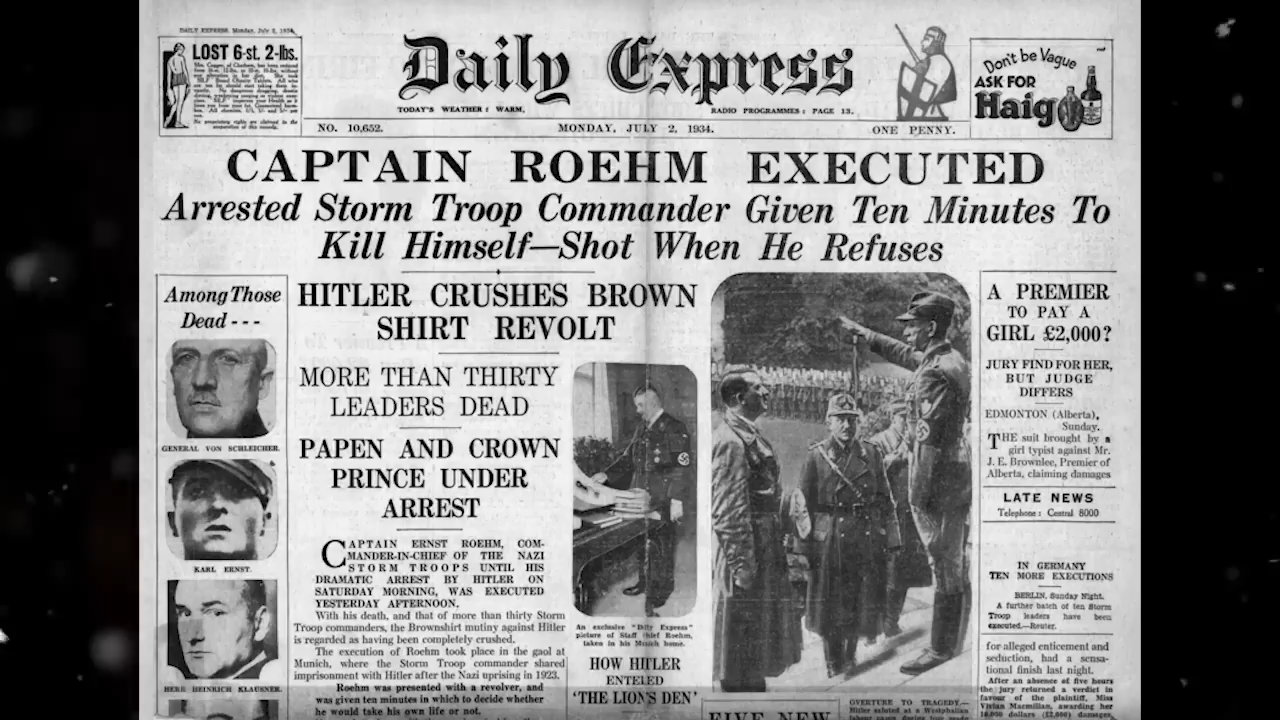 DAILY EXPRESS. Monday, July 2, 1934.
LOST 6-st. 2-lbs.
Daily Express
TODAY'S WEATHER: WARM.
RADIO PROGRAMMES: PAGE 13.
Don't be Vague
ASK FOR
Haig
NO. 10,652.
MONDAY, JULY 2, 1934.
ONE PENNY.
CAPTAIN ROEHM EXECUTED
Arrested Storm Troop Commander Given Ten Minutes To
Kill Himself—Shot When He Refuses
Among Those
Dead - - -
GENERAL VON SCHLEICHER.
KARL ERNST.
HERR HEINRICH KLAUSNER.
HITLER CRUSHES BROWN
SHIRT REVOLT
MORE THAN THIRTY
LEADERS DEAD
PAPEN AND CROWN
PRINCE UNDER
ARREST
CAPTAIN ERNST ROEHM, COM-
MANDER-IN-CHIEF OF THE NAZI
STORM TROOPS UNTIL HIS
DRAMATIC ARREST BY HITLER ON
SATURDAY MORNING, WAS EXECUTED
YESTERDAY AFTERNOON.
With his death, and that of more than thirty Storm
Troop commanders, the Brownshirt mutiny against Hitler
is regarded as having been completely crushed.
The execution of Roehm took place in the gaol at
Munich, where the Storm Troop commander shared
imprisonment with Hitler after the Nazi uprising in 1923.
Roehm was presented with a revolver, and
was given ten minutes in which to decide whether
he would take his own life or not.
An exclusive "Daily Express"
picture of Staff Chief Roehm,
taken in his Munich home.
HOW HITLER
ENTELED
'THE LION'S DEN'
FIVE NEW
OVERTURE TO TRAGEDY.—
Hitler saluted at a Westphalian
A PREMIER
TO PAY A
GIRL £2,000?
JURY FIND FOR HER,
BUT JUDGE
DIFFERS
EDMONTON (Alberta),
Sunday.
THE suit brought by a
girl typist against Mr.
J. E. Brownlee, Premier of
Alberta, claiming damages
LATE NEWS
Telephone: Central 8000
IN GERMANY
TEN MORE EXECUTIONS
BERLIN, Sunday Night.
A further batch of ten Storm
Troop leaders have been
executed.—Reuter.
for alleged enticement and
seduction, had a sensa-
tional finish last night.
After an absence of five hours
the jury returned a verdict in
favour of the plaintiff, Miss
Vivian Macmillan, awarding her
10,000 dollars (£2,000) damages,